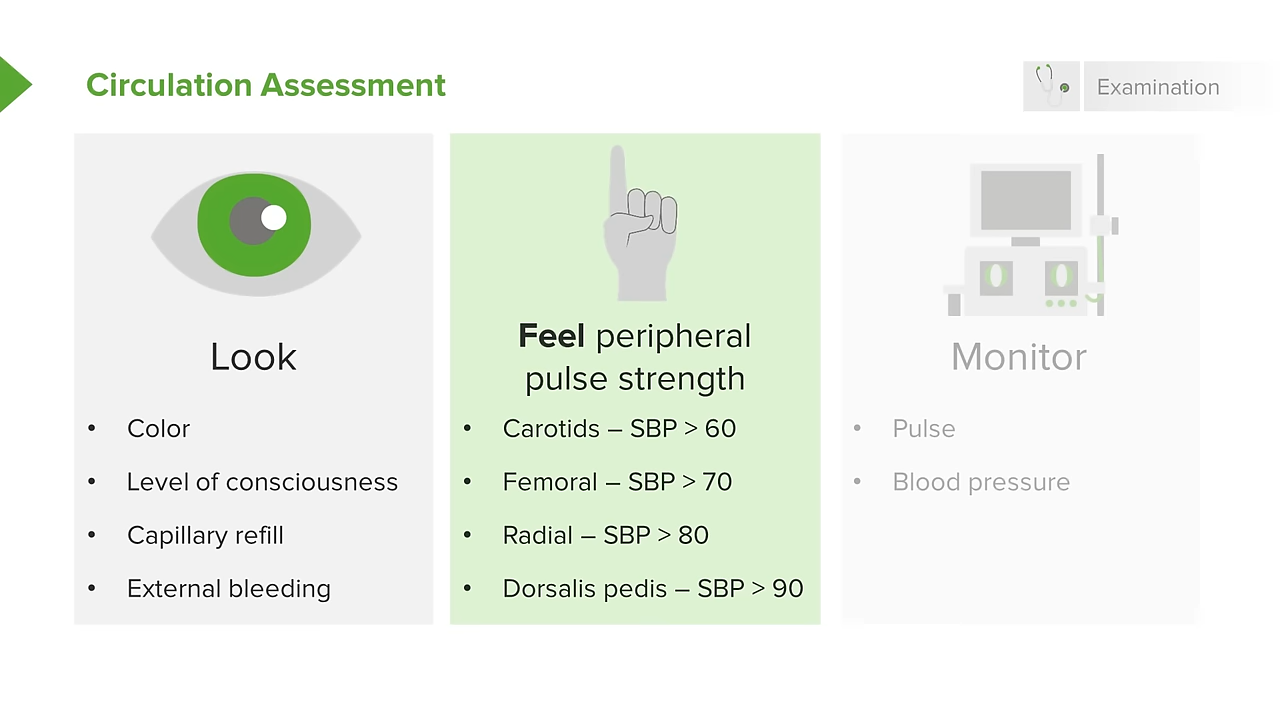 Circulation Assessment
Examination
Look
• Color
• Level of consciousness
• Capillary refill
• External bleeding
Feel peripheral
pulse strength
• Carotids – SBP > 60
• Femoral – SBP > 70
• Radial – SBP > 80
• Dorsalis pedis – SBP > 90
Monitor
• Pulse
• Blood pressure